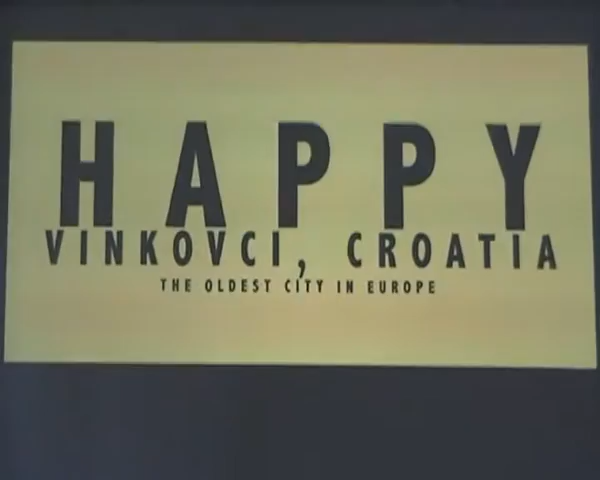 HAPPY
VINKOVCI, CROATIA
THE OLDEST CITY IN EUROPE